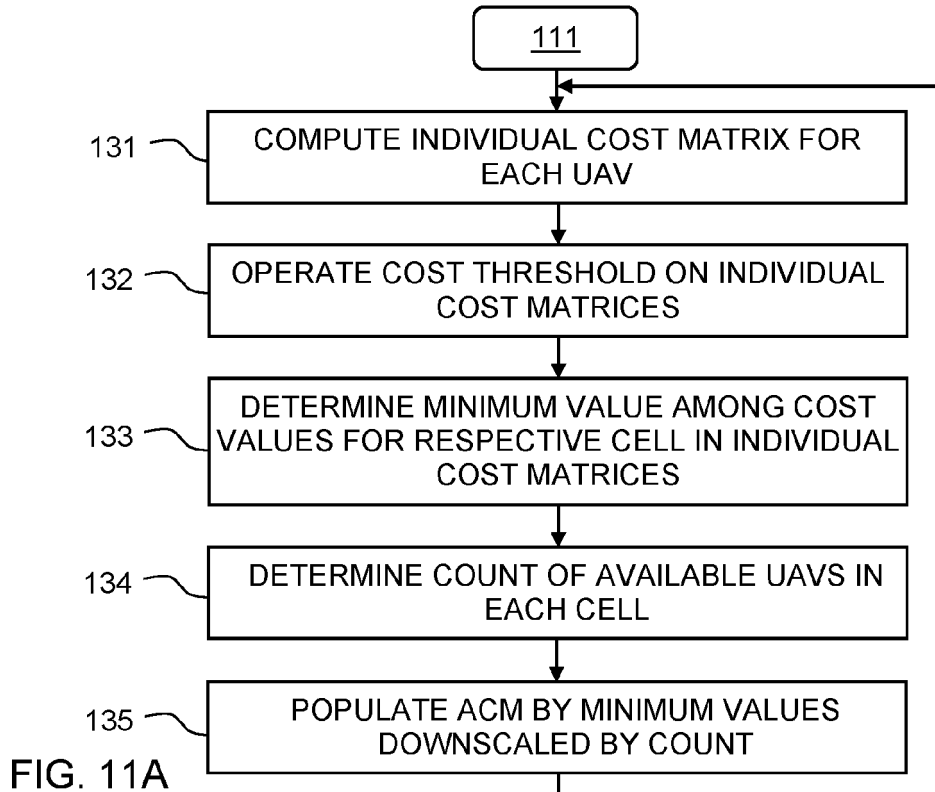 111
131
COMPUTE INDIVIDUAL COST MATRIX FOR
EACH UAV
132
OPERATE COST THRESHOLD ON INDIVIDUAL
COST MATRICES
133
DETERMINE MINIMUM VALUE AMONG COST
VALUES FOR RESPECTIVE CELL IN INDIVIDUAL
COST MATRICES
134
DETERMINE COUNT OF AVAILABLE UAVS IN
EACH CELL
135
POPULATE ACM BY MINIMUM VALUES
DOWNSCALED BY COUNT
FIG. 11A